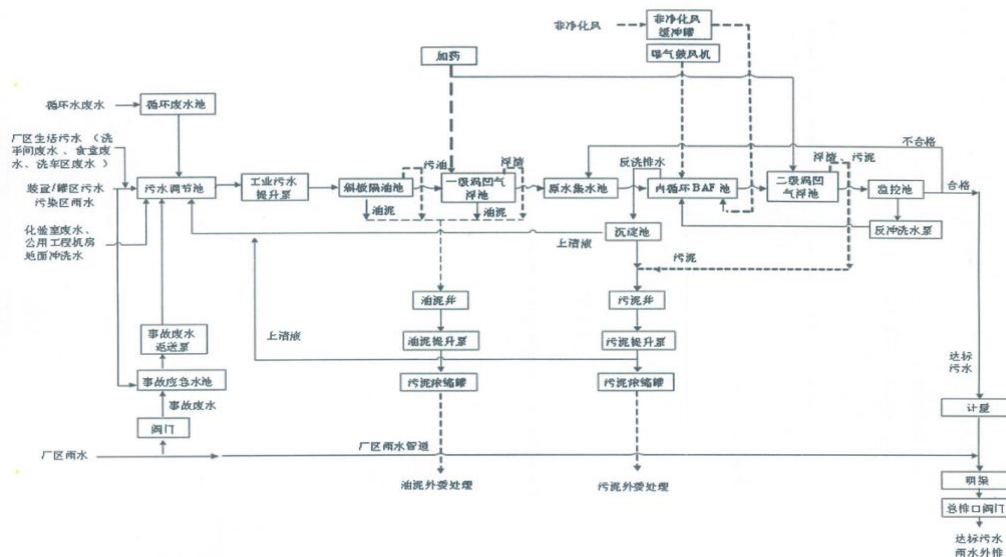 非净化风
非净化风
缓冲罐
曝气鼓风机
加药
循环水废水
循环废水池
厂区生活污水（洗
手间废水、食堂废
水、洗车区废水）
装置/罐区污水
污染区雨水
化验室废水、
公用工程机房
地面冲洗水
污水调节池
工业污水
提升泵
斜板隔油池
污油
一级涡凹气
浮池
浮渣
油泥
油泥
原水集水池
反洗排水
内循环BAF池
二级涡凹气
浮池
浮渣、污泥
监控池
不合格
合格
反冲洗水泵
沉淀池
上清液
污泥
油泥井
污泥井
油泥提升泵
污泥提升泵
上清液
污泥浓缩罐
污泥浓缩罐
事故废水
返送泵
事故应急水池
事故废水
阀门
厂区雨水
厂区雨水管道
达标
污水
计量
明渠
总排口阀门
油泥外委处理
污泥外委处理
达标污水
雨水外排